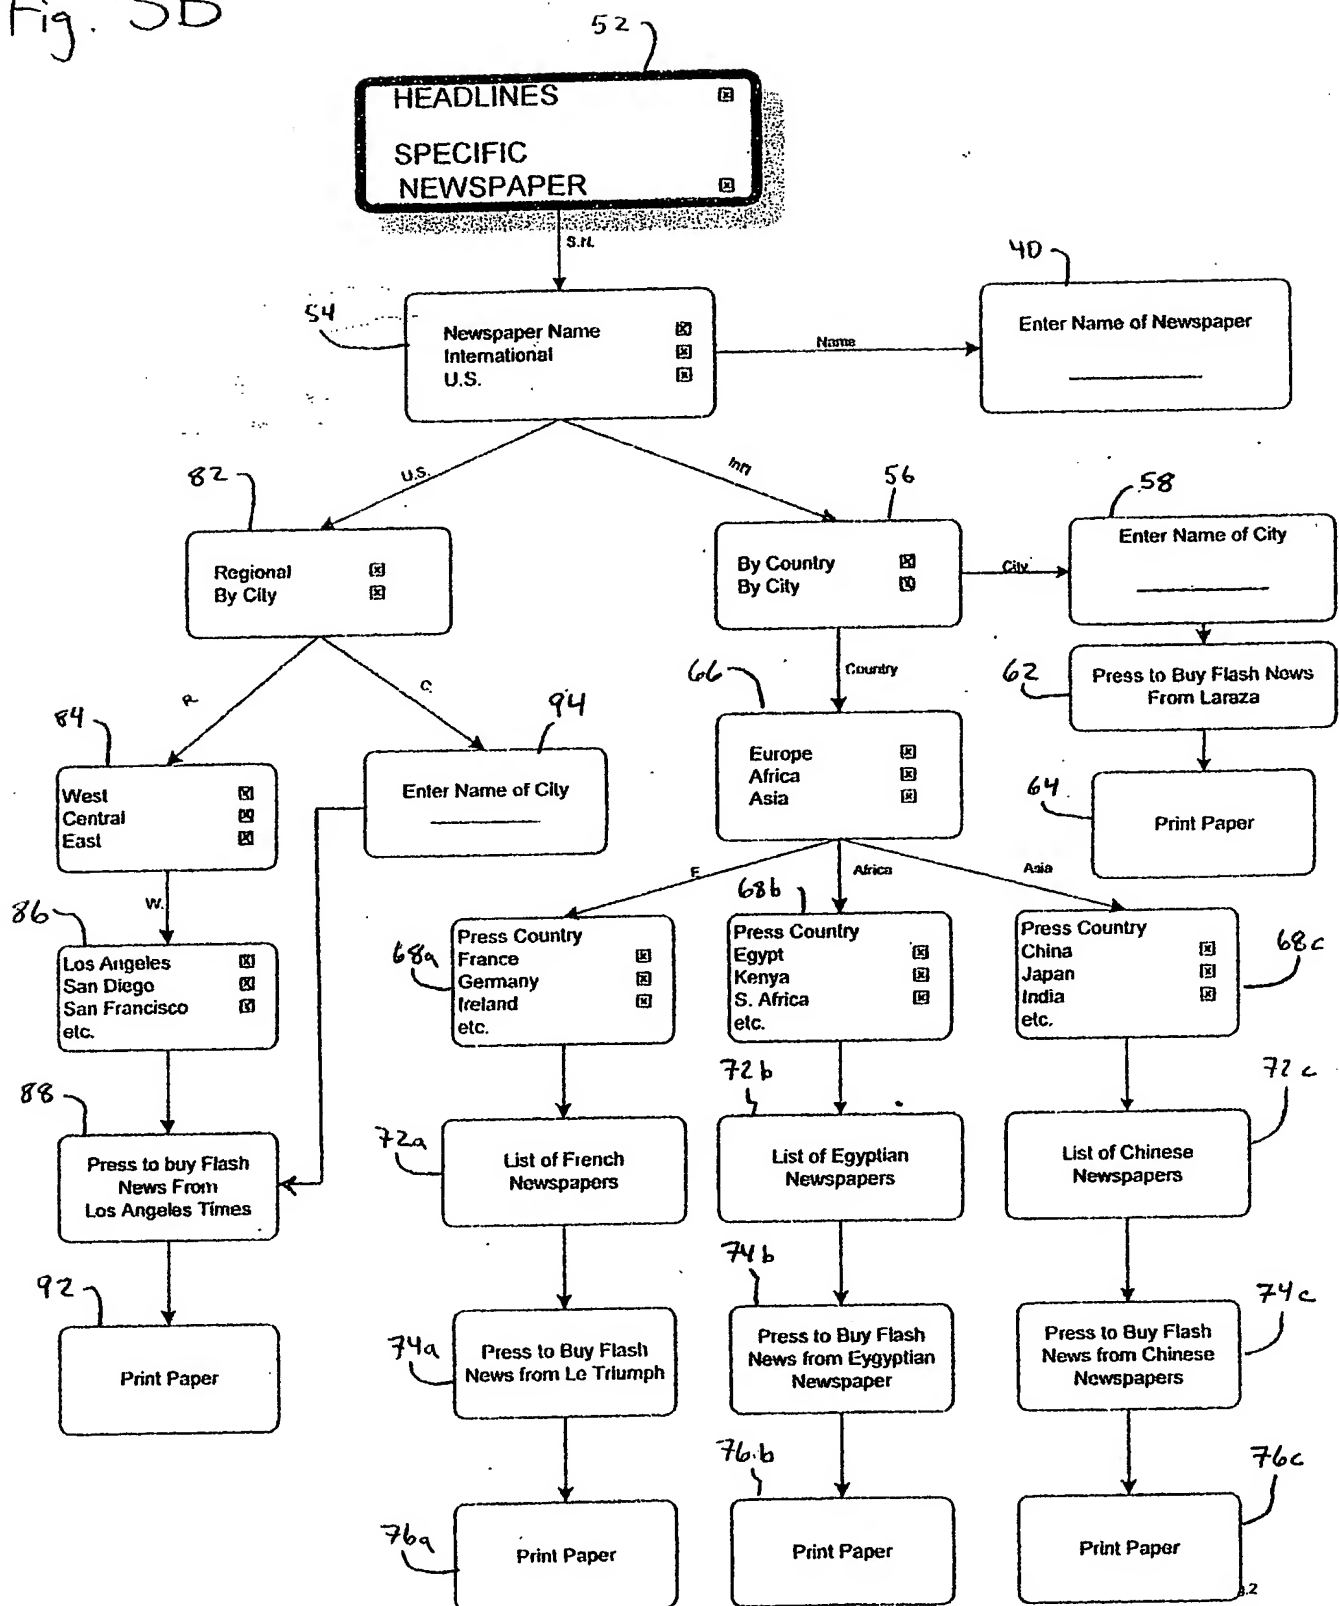 Fig. 5B
52
HEADLINES
SPECIFIC
NEWSPAPER
S.N.
40
54
Newspaper Name
International
U.S.
Name
Enter Name of Newspaper
82
U.S.
Int'l
56
58
Regional
By City
By Country
By City
City
Enter Name of City
R.
C.
66
Country
62
Press to Buy Flash News
From Laraza
84
94
West
Central
East
Enter Name of City
Europe
Africa
Asia
64
Print Paper
W.
E.
Africa
Asia
86
Los Angeles
San Diego
San Francisco
etc.
68a
Press Country
France
Germany
Ireland
etc.
68b
Press Country
Egypt
Kenya
S. Africa
etc.
68c
Press Country
China
Japan
India
etc.
88
Press to buy Flash
News From
Los Angeles Times
72a
List of French
Newspapers
72b
List of Egyptian
Newspapers
72c
List of Chinese
Newspapers
92
Print Paper
74a
Press to Buy Flash
News from Le Triumph
74b
Press to Buy Flash
News from Eygyptian
Newspaper
74c
Press to Buy Flash
News from Chinese
Newspapers
76a
Print Paper
76b
Print Paper
76c
Print Paper